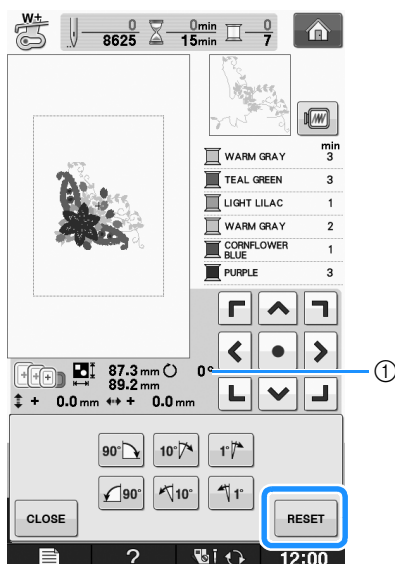 W+
0 0min 0
8625 15min 7
min
WARM GRAY 3
TEAL GREEN 3
LIGHT LILAC 1
WARM GRAY 2
CORNFLOWER
BLUE 1
PURPLE 3
87.3 mm 0°
89.2 mm
+ 0.0 mm + 0.0 mm
①
90° 10° 1°
90° 10° 1°
CLOSE RESET
? 12:00